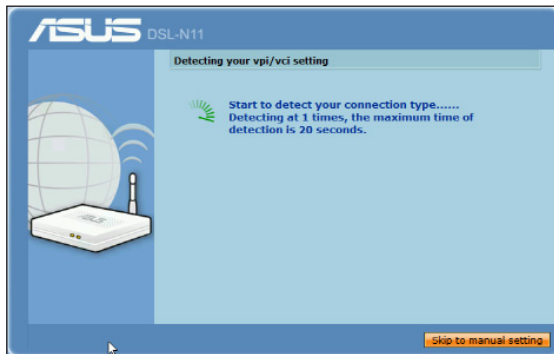 ASUS DSL-N11
Detecting your vpi/vci setting
Start to detect your connection type......
Detecting at 1 times, the maximum time of
detection is 20 seconds.
Skip to manual setting